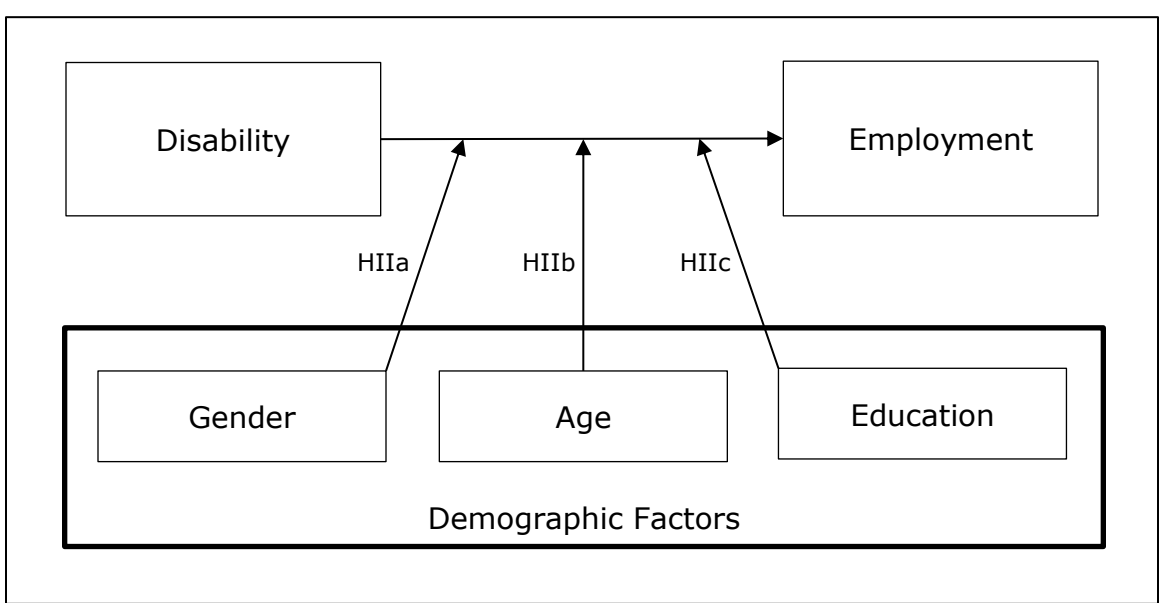 Disability
Employment
HIIa
HIIb
HIIc
Gender
Age
Education
Demographic Factors